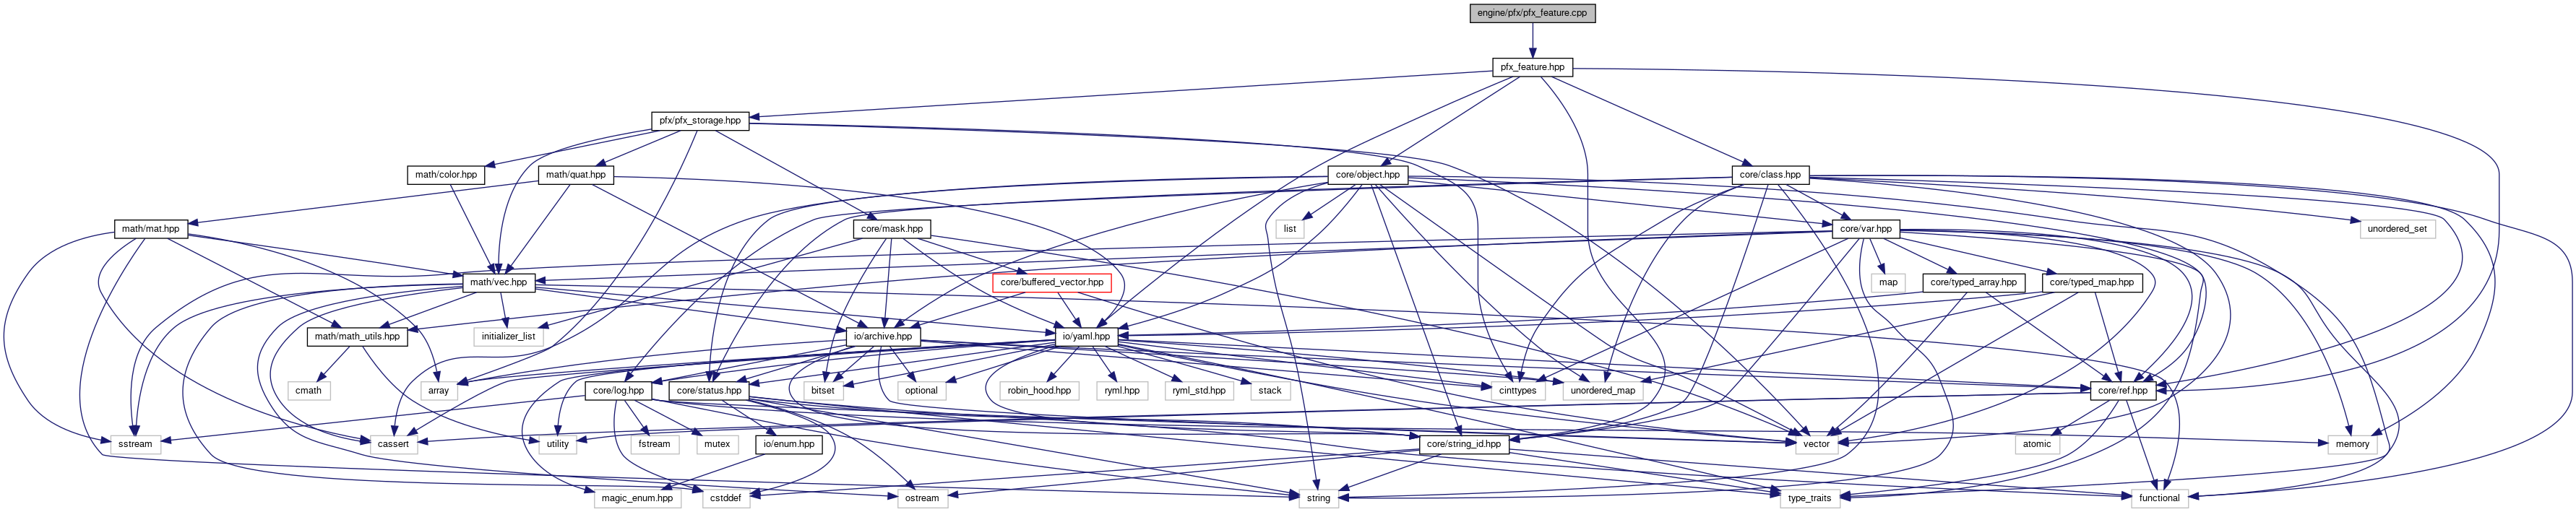 engine/pfx/pfx_feature.cpp
pfx_feature.hpp
pfx/pfx_storage.hpp
math/color.hpp
math/quat.hpp
core/object.hpp
core/class.hpp
math/mat.hpp
core/mask.hpp
list
core/var.hpp
unordered_set
math/vec.hpp
core/buffered_vector.hpp
map
core/typed_array.hpp
core/typed_map.hpp
math/math_utils.hpp
initializer_list
io/archive.hpp
io/yaml.hpp
cmath
array
core/log.hpp
core/status.hpp
bitset
optional
robin_hood.hpp
ryml.hpp
ryml_std.hpp
stack
cinttypes
unordered_map
core/ref.hpp
sstream
cassert
utility
fstream
mutex
io/enum.hpp
core/string_id.hpp
vector
atomic
memory
magic_enum.hpp
cstddef
ostream
string
type_traits
functional